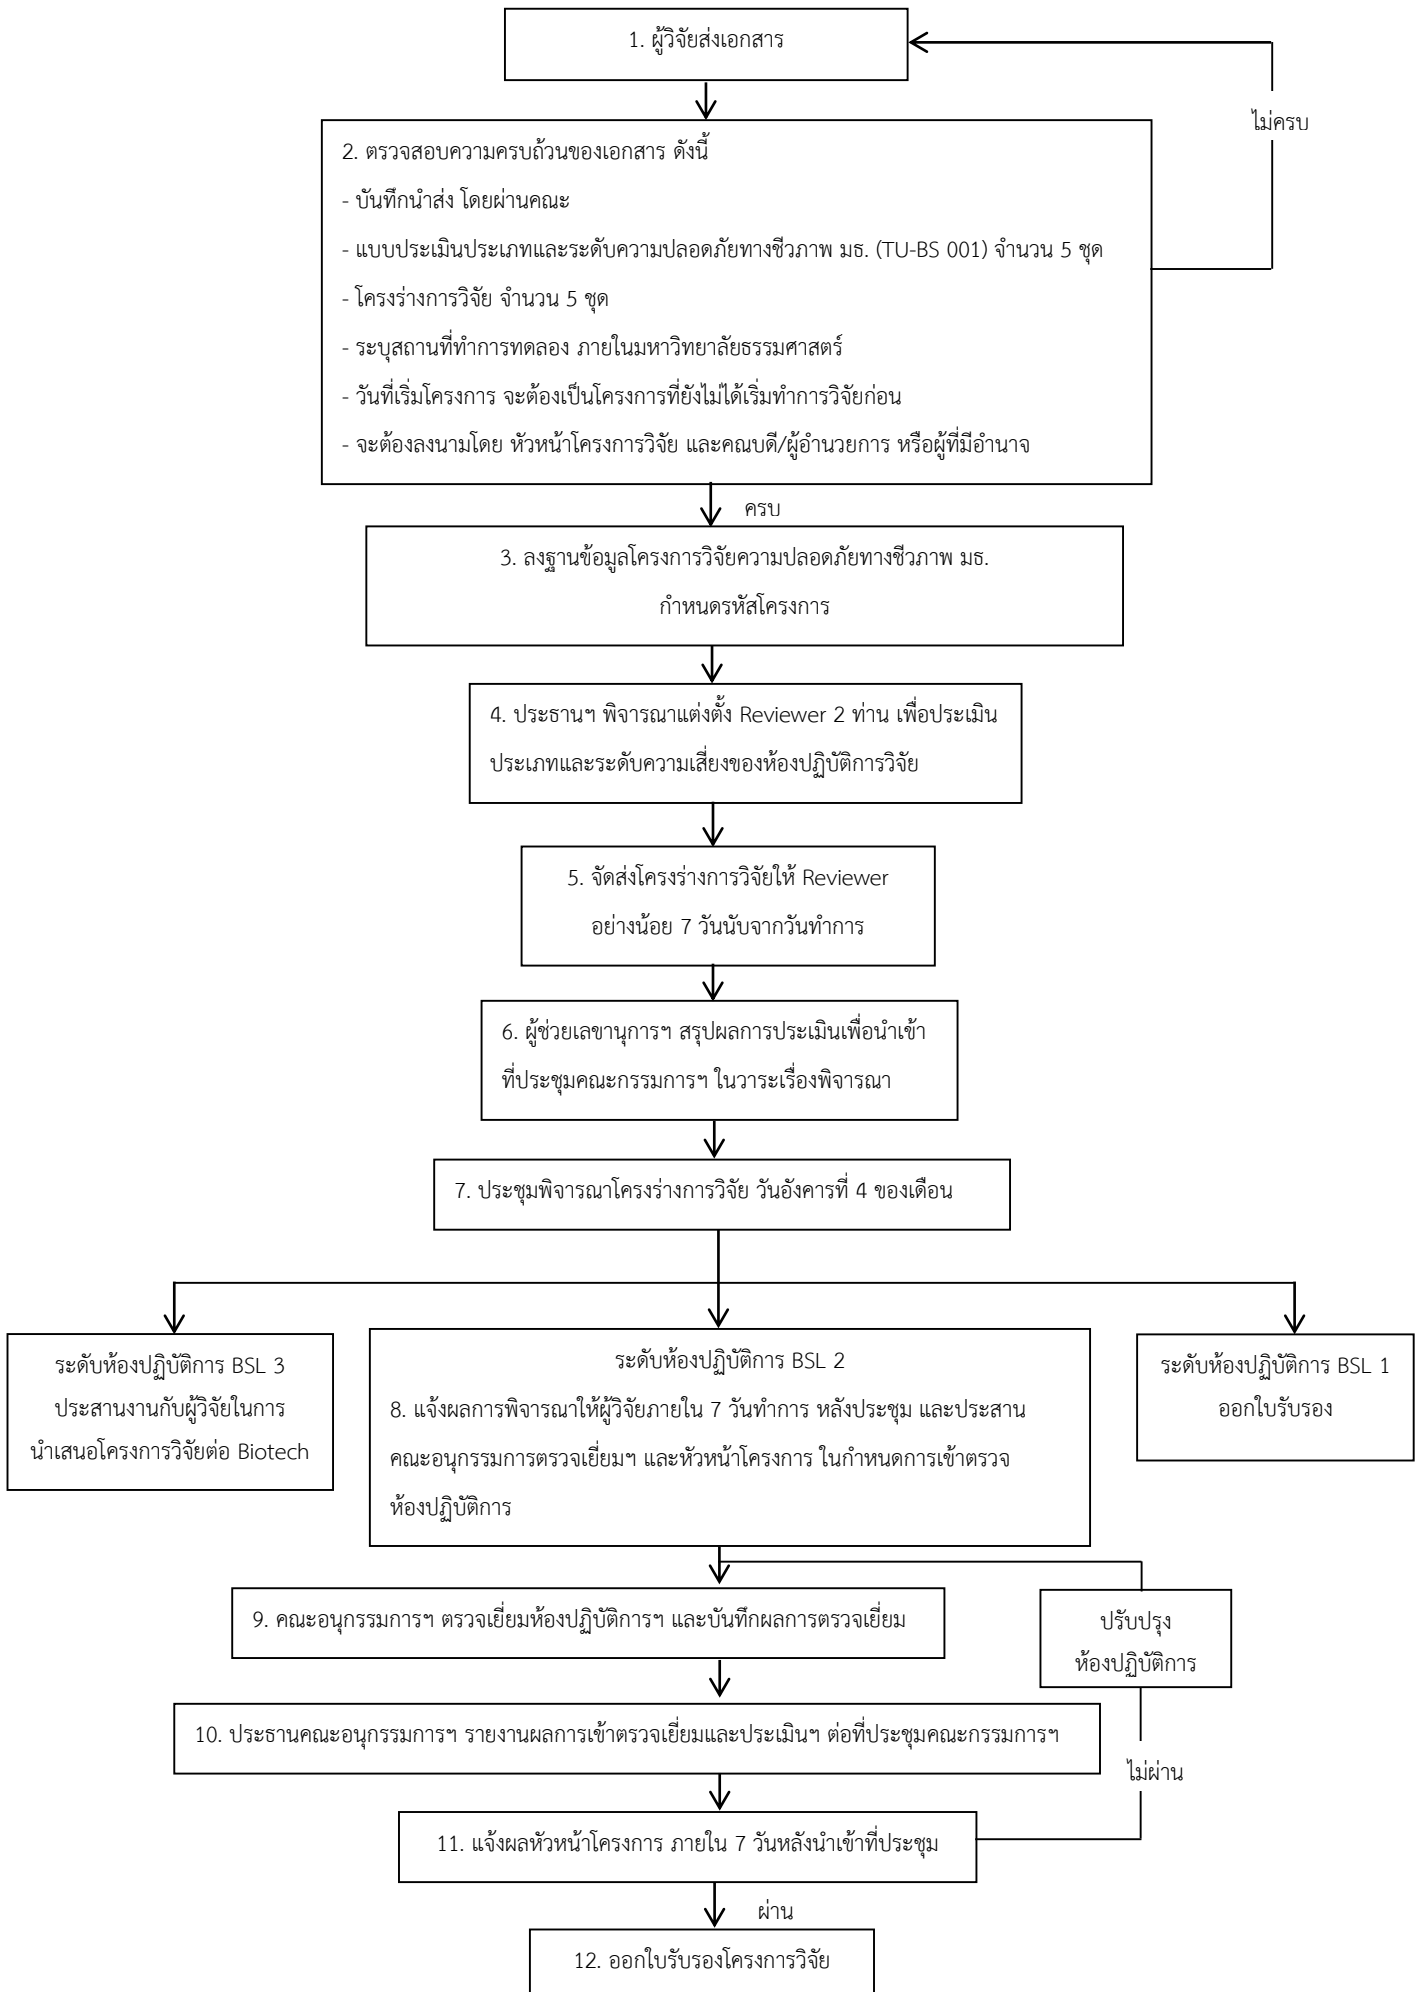 1. ผู้วิจัยส่งเอกสาร
ไม่ครบ
2. ตรวจสอบความครบถ้วนของเอกสาร ดังนี้
- บันทึกนำส่ง โดยผ่านคณะ
- แบบประเมินประเภทและระดับความปลอดภัยทางชีวภาพ มธ. (TU-BS 001) จำนวน 5 ชุด
- โครงร่างการวิจัย จำนวน 5 ชุด
- ระบุสถานที่ทำการทดลอง ภายในมหาวิทยาลัยธรรมศาสตร์
- วันที่เริ่มโครงการ จะต้องเป็นโครงการที่ยังไม่ได้เริ่มทำการวิจัยก่อน
- จะต้องลงนามโดย หัวหน้าโครงการวิจัย และคณบดี/ผู้อำนวยการ หรือผู้ที่มีอำนาจ
ครบ
3. ลงฐานข้อมูลโครงการวิจัยความปลอดภัยทางชีวภาพ มธ.
กำหนดรหัสโครงการ
4. ประธานฯ พิจารณาแต่งตั้ง Reviewer 2 ท่าน เพื่อประเมิน
ประเภทและระดับความเสี่ยงของห้องปฏิบัติการวิจัย
5. จัดส่งโครงร่างการวิจัยให้ Reviewer
อย่างน้อย 7 วันนับจากวันทำการ
6. ผู้ช่วยเลขานุการฯ สรุปผลการประเมินเพื่อนำเข้า
ที่ประชุมคณะกรรมการฯ ในวาระเรื่องพิจารณา
7. ประชุมพิจารณาโครงร่างการวิจัย วันอังคารที่ 4 ของเดือน
ระดับห้องปฏิบัติการ BSL 3
ประสานงานกับผู้วิจัยในการ
นำเสนอโครงการวิจัยต่อ Biotech
ระดับห้องปฏิบัติการ BSL 2
8. แจ้งผลการพิจารณาให้ผู้วิจัยภายใน 7 วันทำการ หลังประชุม และประสาน
คณะอนุกรรมการตรวจเยี่ยมฯ และหัวหน้าโครงการ ในกำหนดการเข้าตรวจ
ห้องปฏิบัติการ
ระดับห้องปฏิบัติการ BSL 1
ออกใบรับรอง
9. คณะอนุกรรมการฯ ตรวจเยี่ยมห้องปฏิบัติการฯ และบันทึกผลการตรวจเยี่ยม
ปรับปรุง
ห้องปฏิบัติการ
10. ประธานคณะอนุกรรมการฯ รายงานผลการเข้าตรวจเยี่ยมและประเมินฯ ต่อที่ประชุมคณะกรรมการฯ
ไม่ผ่าน
11. แจ้งผลหัวหน้าโครงการ ภายใน 7 วันหลังนำเข้าที่ประชุม
ผ่าน
12. ออกใบรับรองโครงการวิจัย